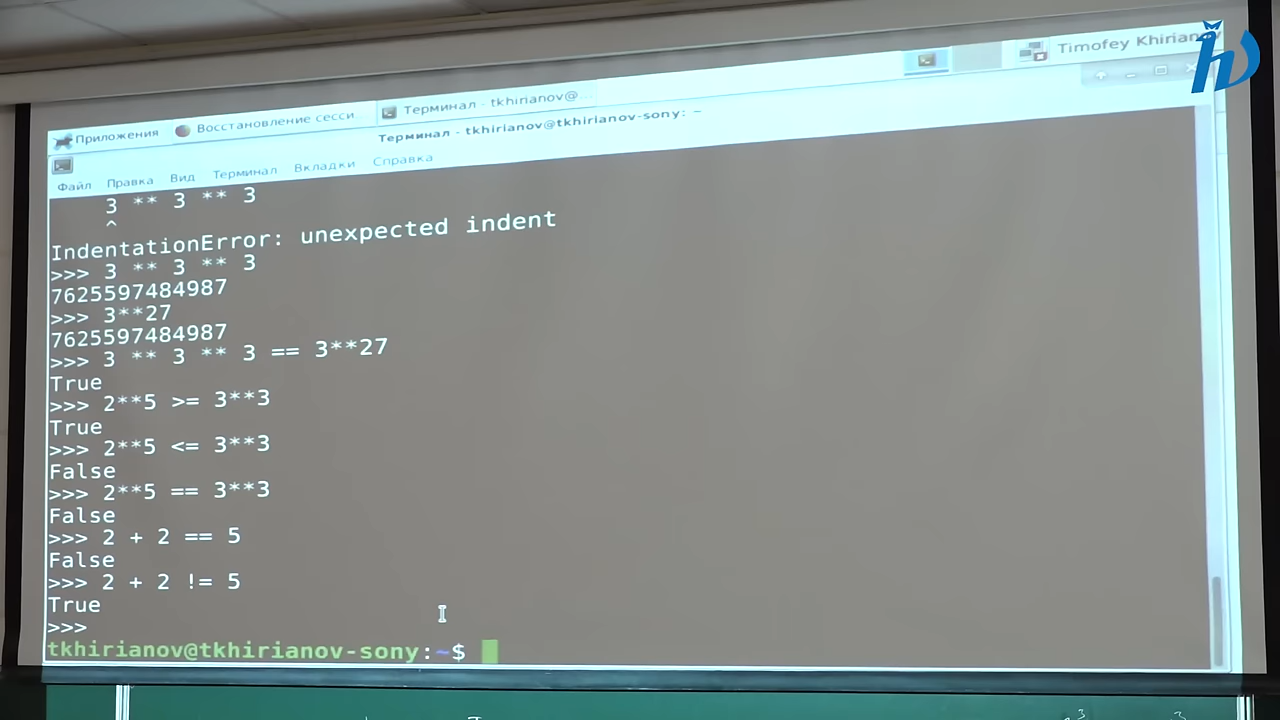 Timofey Khirianov
Приложения
Восстановление сесси...
Терминал - tkhirianov@...
Терминал - tkhirianov@tkhirianov-sony: ~
Файл Правка Вид Терминал Вкладки Справка
3 ** 3 ** 3
^
IndentationError: unexpected indent
>>> 3 ** 3 ** 3
7625597484987
>>> 3**27
7625597484987
>>> 3 ** 3 ** 3 == 3**27
True
>>> 2**5 >= 3**3
True
>>> 2**5 <= 3**3
False
>>> 2**5 == 3**3
False
>>> 2 + 2 == 5
False
>>> 2 + 2 != 5
True
>>>
tkhirianov@tkhirianov-sony:~$